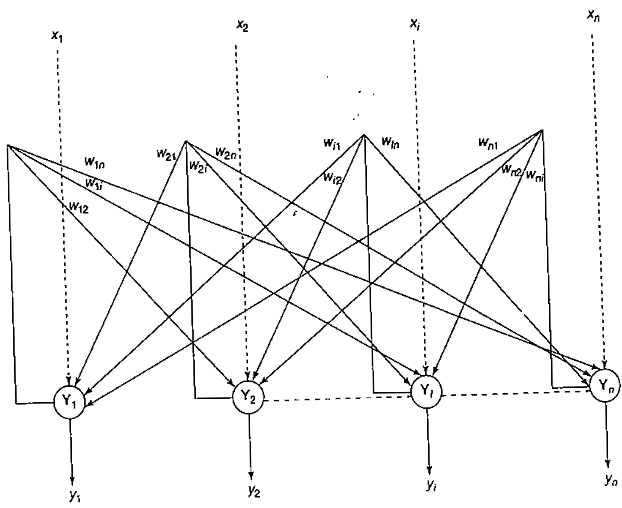 x1 x2 xi xn
w1n w21 w2n wi1 win wn1
w1i w2i wi2 wn2 wni
w12
Y1 Y2 Yi Yn
y1 y2 yi yn